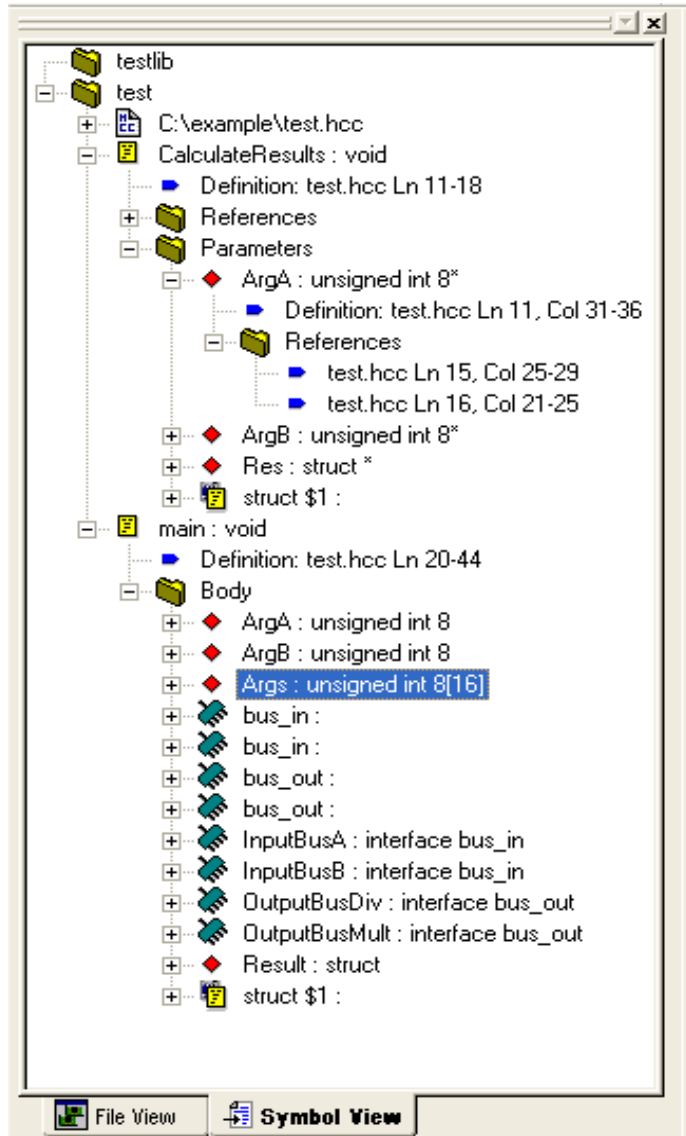 testlib
test
C:\example\test.hcc
CalculateResults : void
Definition: test.hcc Ln 11-18
References
Parameters
ArgA : unsigned int 8*
Definition: test.hcc Ln 11, Col 31-36
References
test.hcc Ln 15, Col 25-29
test.hcc Ln 16, Col 21-25
ArgB : unsigned int 8*
Res : struct *
struct $1 :
main : void
Definition: test.hcc Ln 20-44
Body
ArgA : unsigned int 8
ArgB : unsigned int 8
Args : unsigned int 8[16]
bus_in :
bus_in :
bus_out :
bus_out :
InputBusA : interface bus_in
InputBusB : interface bus_in
OutputBusDiv : interface bus_out
OutputBusMult : interface bus_out
Result : struct
struct $1 :
File View Symbol View